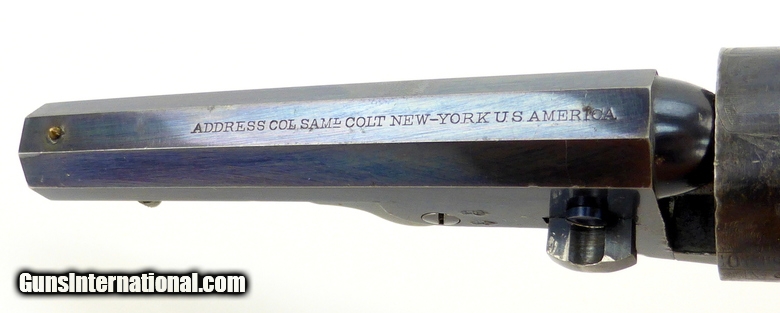 ADDRESS COL SAML COLT NEW-YORK U.S. AMERICA
GunsInternational.com